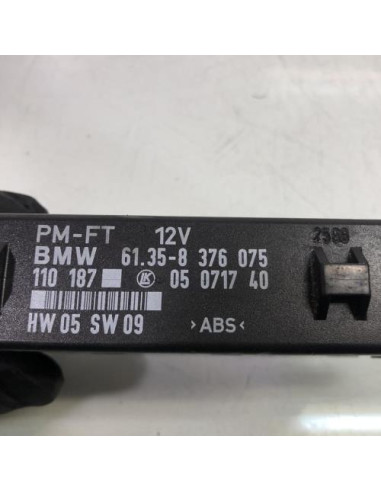 PM-FT 12V
BMW 61.35-8 376 075
110 187 LK 05 0717 40
HW 05 SW 09 >ABS<